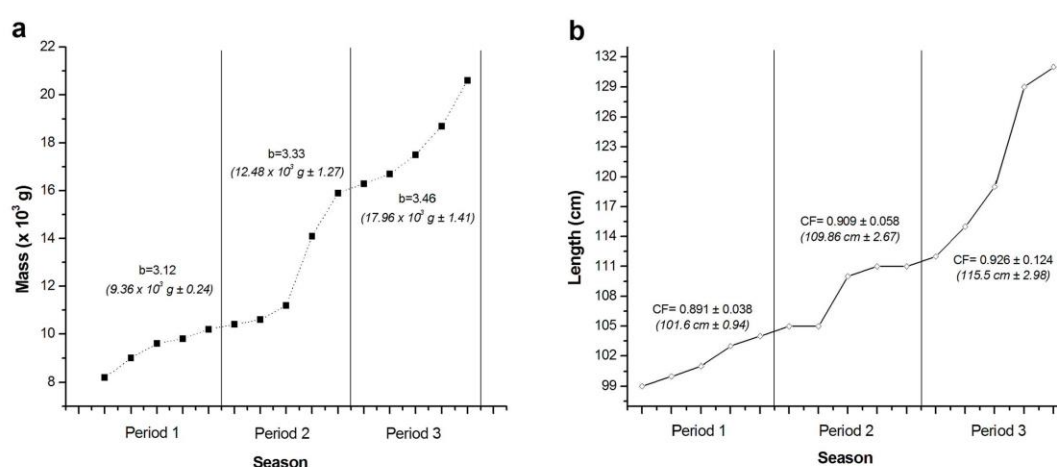 a
22
20
18
16
14
12
10
8
Mass (x 10³ g)
b=3.12
(9.36 x 10³ g ± 0.24)
b=3.33
(12.48 x 10³ g ± 1.27)
b=3.46
(17.96 x 10³ g ± 1.41)
Period 1
Period 2
Period 3
Season
b
132
129
126
123
120
117
114
111
108
105
102
99
Length (cm)
CF= 0.891 ± 0.038
(101.6 cm ± 0.94)
CF= 0.909 ± 0.058
(109.86 cm ± 2.67)
CF= 0.926 ± 0.124
(115.5 cm ± 2.98)
Period 1
Period 2
Period 3
Season